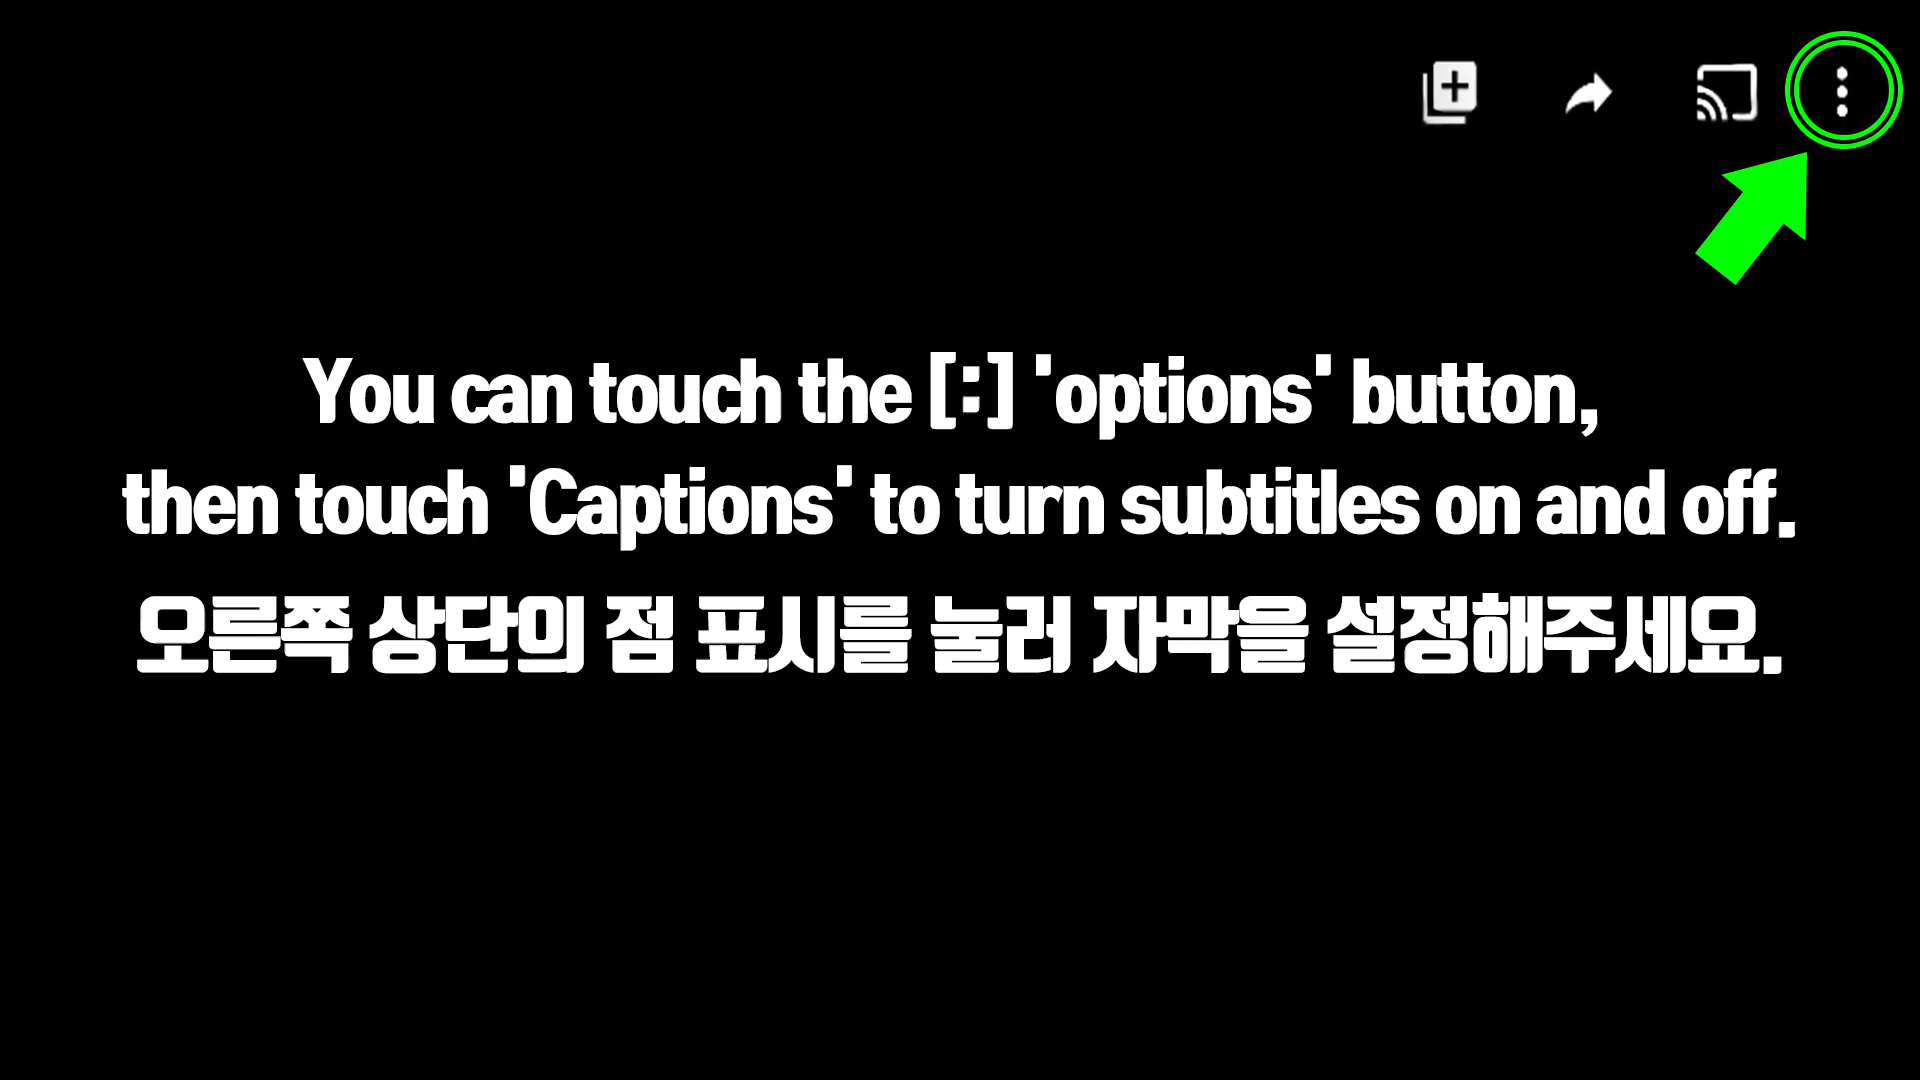 You can touch the [:] 'options' button,
then touch 'Captions' to turn subtitles on and off.
오른쪽 상단의 점 표시를 눌러 자막을 설정해주세요.